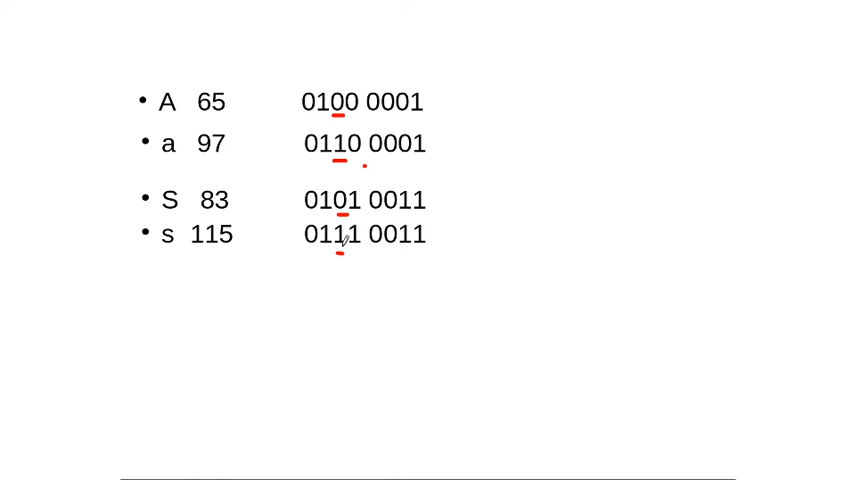 • A 65 0100 0001
• a 97 0110 0001
• S 83 0101 0011
• s 115 0111 0011